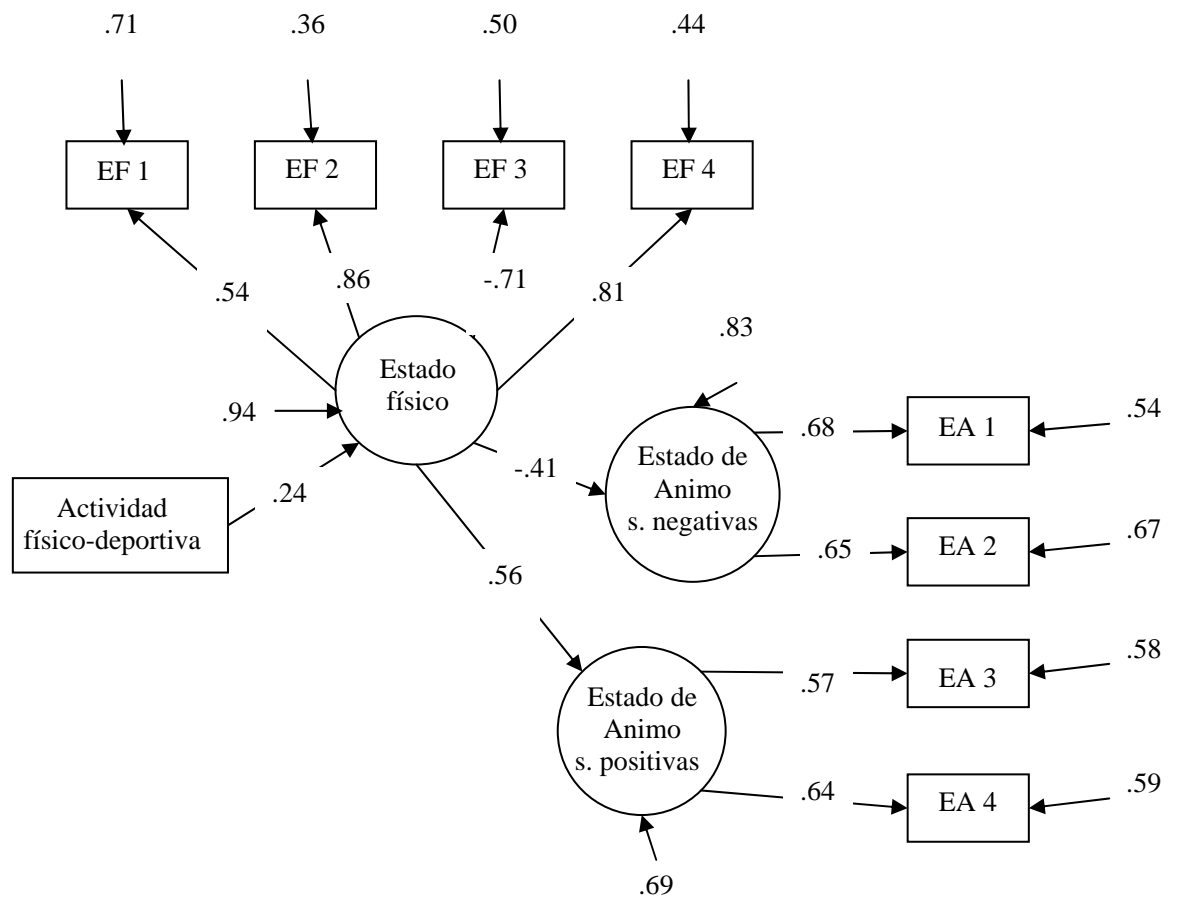 .71
.36
.50
.44
EF 1
EF 2
EF 3
EF 4
.54
.86
-.71
.81
.83
Estado
físico
.94
.24
-.41
.56
Actividad
físico-deportiva
Estado de
Animo
s. negativas
.68
EA 1
.54
.65
EA 2
.67
Estado de
Animo
s. positivas
.57
EA 3
.58
.64
EA 4
.59
.69